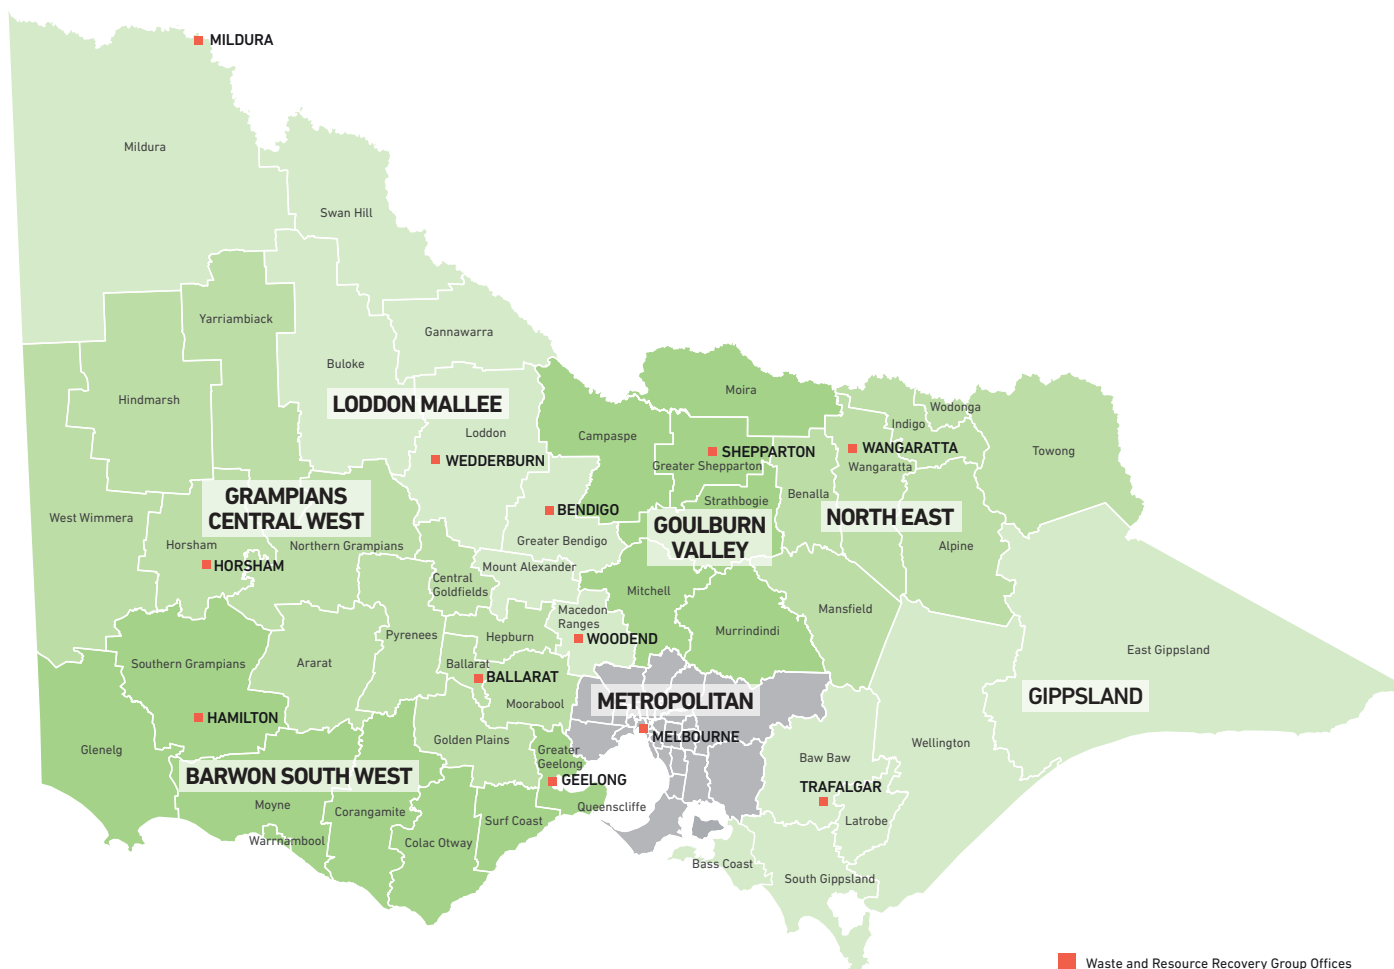 MILDURA
Mildura
Swan Hill
Yarriambiack
Gannawarra
Buloke
Moira
Hindmarsh
LODDON MALLEE
Wodonga
Indigo
Loddon
Campaspe
SHEPPARTON
WANGARATTA
Towong
WEDDERBURN
Greater Shepparton
Wangaratta
GRAMPIANS
CENTRAL WEST
Benalla
Strathbogie
BENDIGO
West Wimmera
GOULBURN
VALLEY
NORTH EAST
Horsham
Northern Grampians
Greater Bendigo
Alpine
HORSHAM
Mount Alexander
Central
Goldfields
Mitchell
Macedon
Ranges
Mansfield
Pyrenees
Hepburn
WOODEND
Murrindindi
East Gippsland
Southern Grampians
Ararat
Ballarat
BALLARAT
GIPPSLAND
Moorabool
METROPOLITAN
HAMILTON
MELBOURNE
Golden Plains
Wellington
Glenelg
Greater
Geelong
Baw Baw
BARWON SOUTH WEST
GEELONG
TRAFALGAR
Moyne
Queenscliffe
Corangamite
Surf Coast
Latrobe
Warrnambool
Colac Otway
Bass Coast
South Gippsland
Waste and Resource Recovery Group Offices